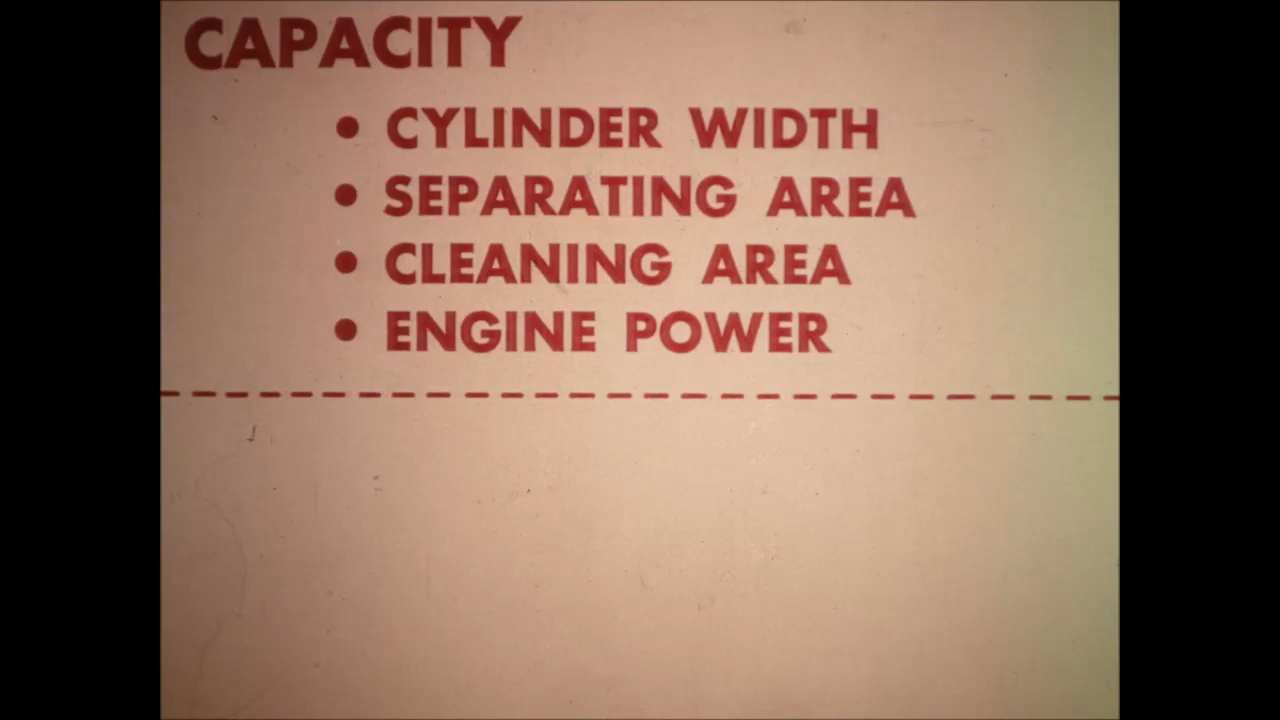 CAPACITY
• CYLINDER WIDTH
• SEPARATING AREA
• CLEANING AREA
• ENGINE POWER